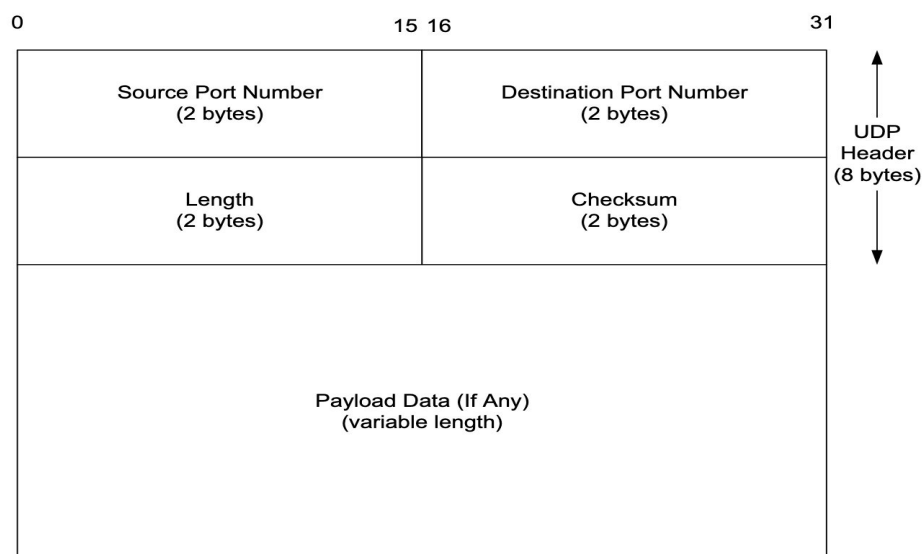 0 15 16 31
Source Port Number
(2 bytes)
Destination Port Number
(2 bytes)
UDP
Header
(8 bytes)
Length
(2 bytes)
Checksum
(2 bytes)
Payload Data (If Any)
(variable length)